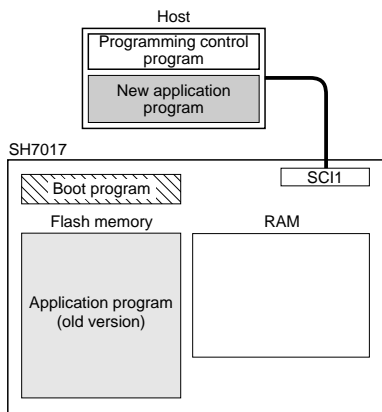 Host
Programming control
program
New application
program
SH7017
SCI1
Boot program
Flash memory
RAM
Application program
(old version)